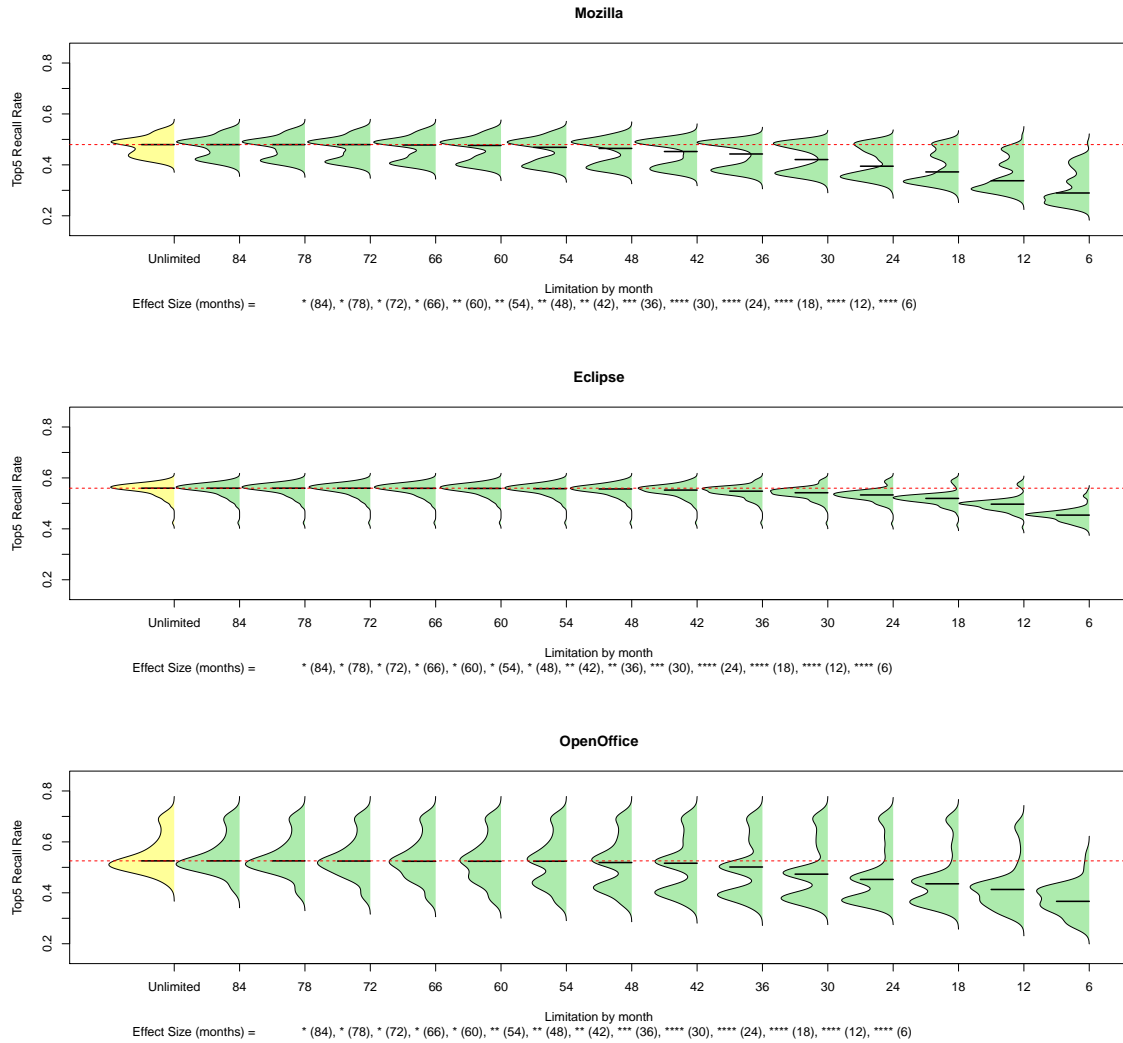 Mozilla
Top5 Recall Rate
0.8
0.6
0.4
0.2
Unlimited 84 78 72 66 60 54 48 42 36 30 24 18 12 6
Limitation by month
Effect Size (months) = * (84), * (78), * (72), * (66), ** (60), ** (54), ** (48), ** (42), *** (36), **** (30), **** (24), **** (18), **** (12), **** (6)
Eclipse
Top5 Recall Rate
0.8
0.6
0.4
0.2
Unlimited 84 78 72 66 60 54 48 42 36 30 24 18 12 6
Limitation by month
Effect Size (months) = * (84), * (78), * (72), * (66), * (60), * (54), * (48), ** (42), ** (36), *** (30), **** (24), **** (18), **** (12), **** (6)
OpenOffice
Top5 Recall Rate
0.8
0.6
0.4
0.2
Unlimited 84 78 72 66 60 54 48 42 36 30 24 18 12 6
Limitation by month
Effect Size (months) = * (84), * (78), * (72), * (66), * (60), ** (54), ** (48), ** (42), *** (36), **** (30), **** (24), **** (18), **** (12), **** (6)